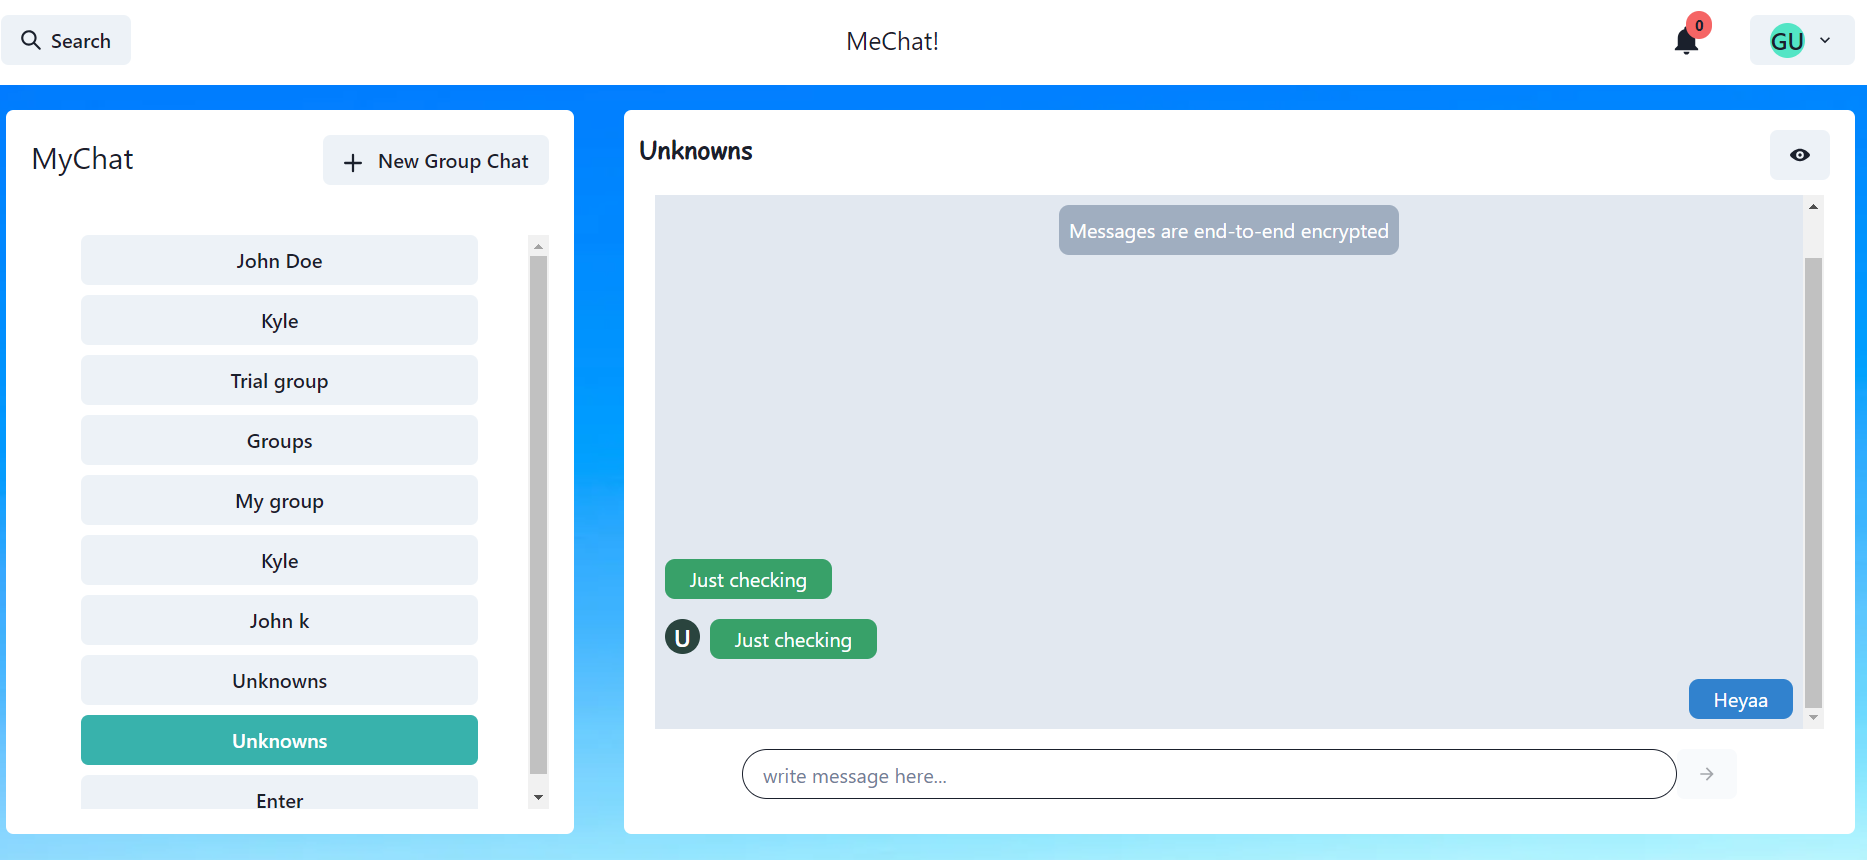 Search
MeChat!
0
GU
MyChat
New Group Chat
John Doe
Kyle
Trial group
Groups
My group
Kyle
John k
Unknowns
Unknowns
Enter
Unknowns
Messages are end-to-end encrypted
Just checking
U
Just checking
Heyaa
write message here...